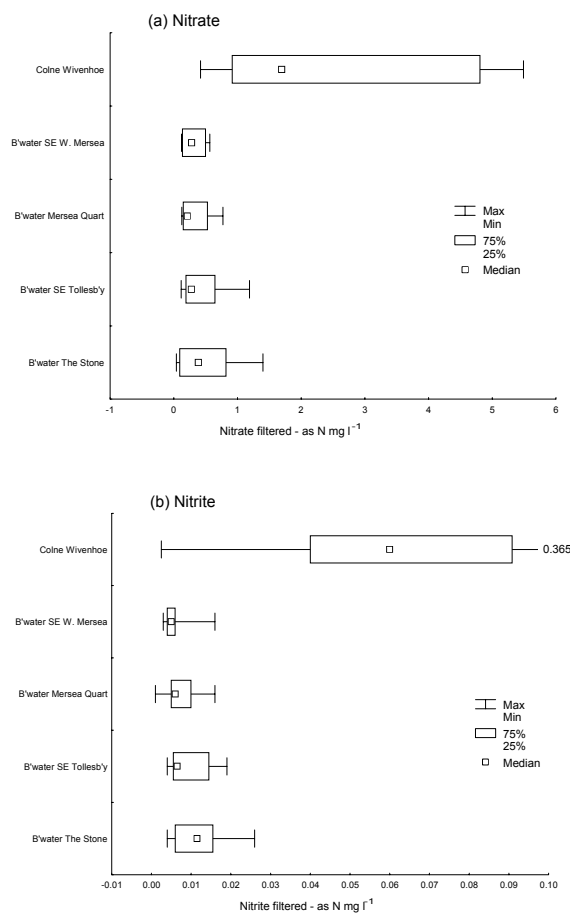 (a) Nitrate
Colne Wivenhoe
B'water SE W. Mersea
B'water Mersea Quart
B'water SE Tollesb'y
B'water The Stone
Max
Min
75%
25%
Median
-1 0 1 2 3 4 5 6
Nitrate filtered - as N mg l⁻¹
(b) Nitrite
Colne Wivenhoe
0.365
B'water SE W. Mersea
B'water Mersea Quart
B'water SE Tollesb'y
B'water The Stone
Max
Min
75%
25%
Median
-0.01 0.00 0.01 0.02 0.03 0.04 0.05 0.06 0.07 0.08 0.09 0.10
Nitrite filtered - as N mg l⁻¹